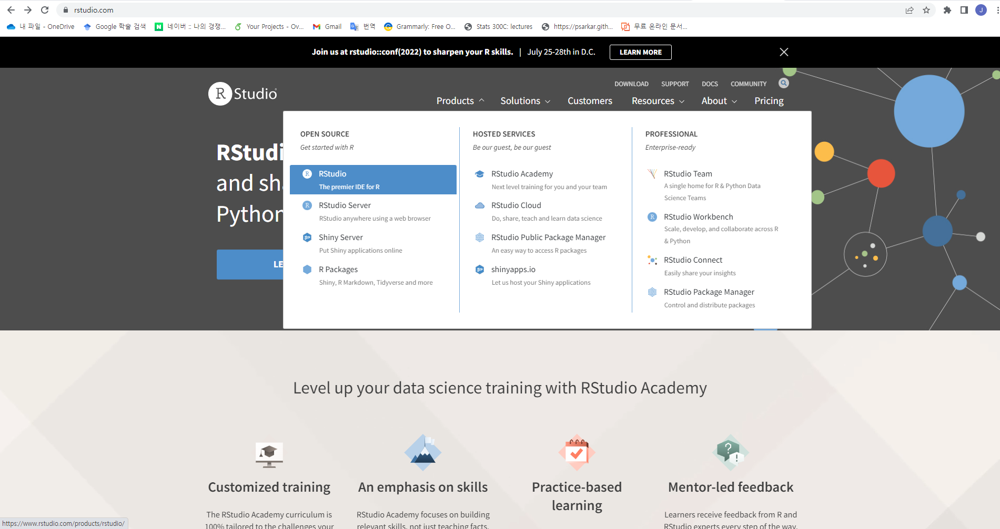 rstudio.com
J
내 파일 - OneDrive
Google 학술 검색
네이버 :: 나의 경쟁...
Your Projects - Ov...
Gmail
번역
Grammarly: Free O...
Stats 300C: lectures
https://psarkar.gith...
무료 온라인 문서...
Join us at rstudio::conf(2022) to sharpen your R skills. | July 25-28th in D.C.
LEARN MORE
DOWNLOAD
SUPPORT
DOCS
COMMUNITY
R Studio
Products
Solutions
Customers
Resources
About
Pricing
RStudi
and sh
Python
LE
OPEN SOURCE
Get started with R
RStudio
The premier IDE for R
RStudio Server
RStudio anywhere using a web browser
Shiny Server
Put Shiny applications online
R Packages
Shiny, R Markdown, Tidyverse and more
HOSTED SERVICES
Be our guest, be our guest
RStudio Academy
Next level training for you and your team
RStudio Cloud
Do, share, teach and learn data science
RStudio Public Package Manager
An easy way to access R packages
shinyapps.io
Let us host your Shiny applications
PROFESSIONAL
Enterprise-ready
RStudio Team
A single home for R & Python Data
Science Teams
RStudio Workbench
Scale, develop, and collaborate across R
& Python
RStudio Connect
Easily share your insights
RStudio Package Manager
Control and distribute packages
Level up your data science training with RStudio Academy
Customized training
The RStudio Academy curriculum is
100% tailored to the challenges your
An emphasis on skills
RStudio Academy focuses on building
relevant skills, not just teaching facts.
Practice-based
learning
Mentor-led feedback
Learners receive feedback from R and
RStudio experts every step of the way.
https://www.rstudio.com/products/rstudio/